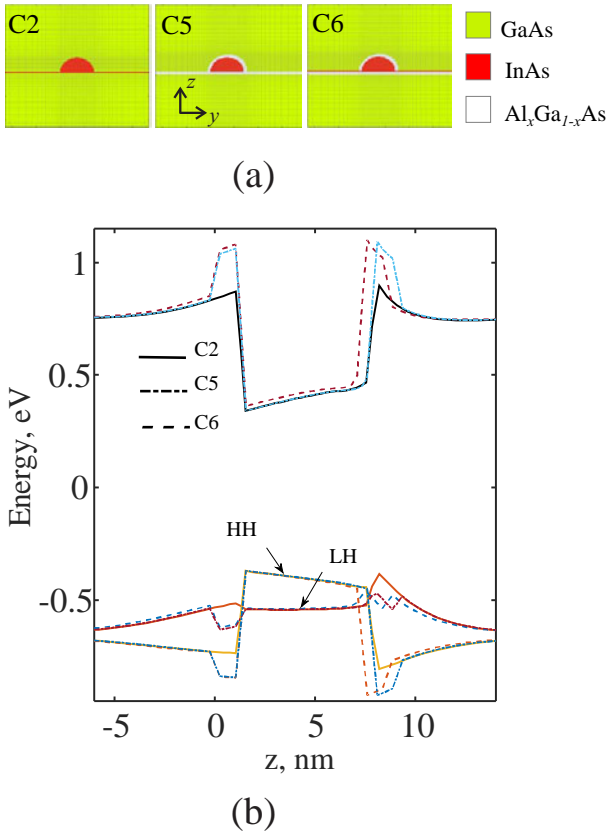 C2 C5 C6
GaAs
InAs
AlxGa1-xAs
z
y
(a)
1
0.5
0
-0.5
Energy, eV
C2
C5
C6
HH
LH
-5 0 5 10
z, nm
(b)